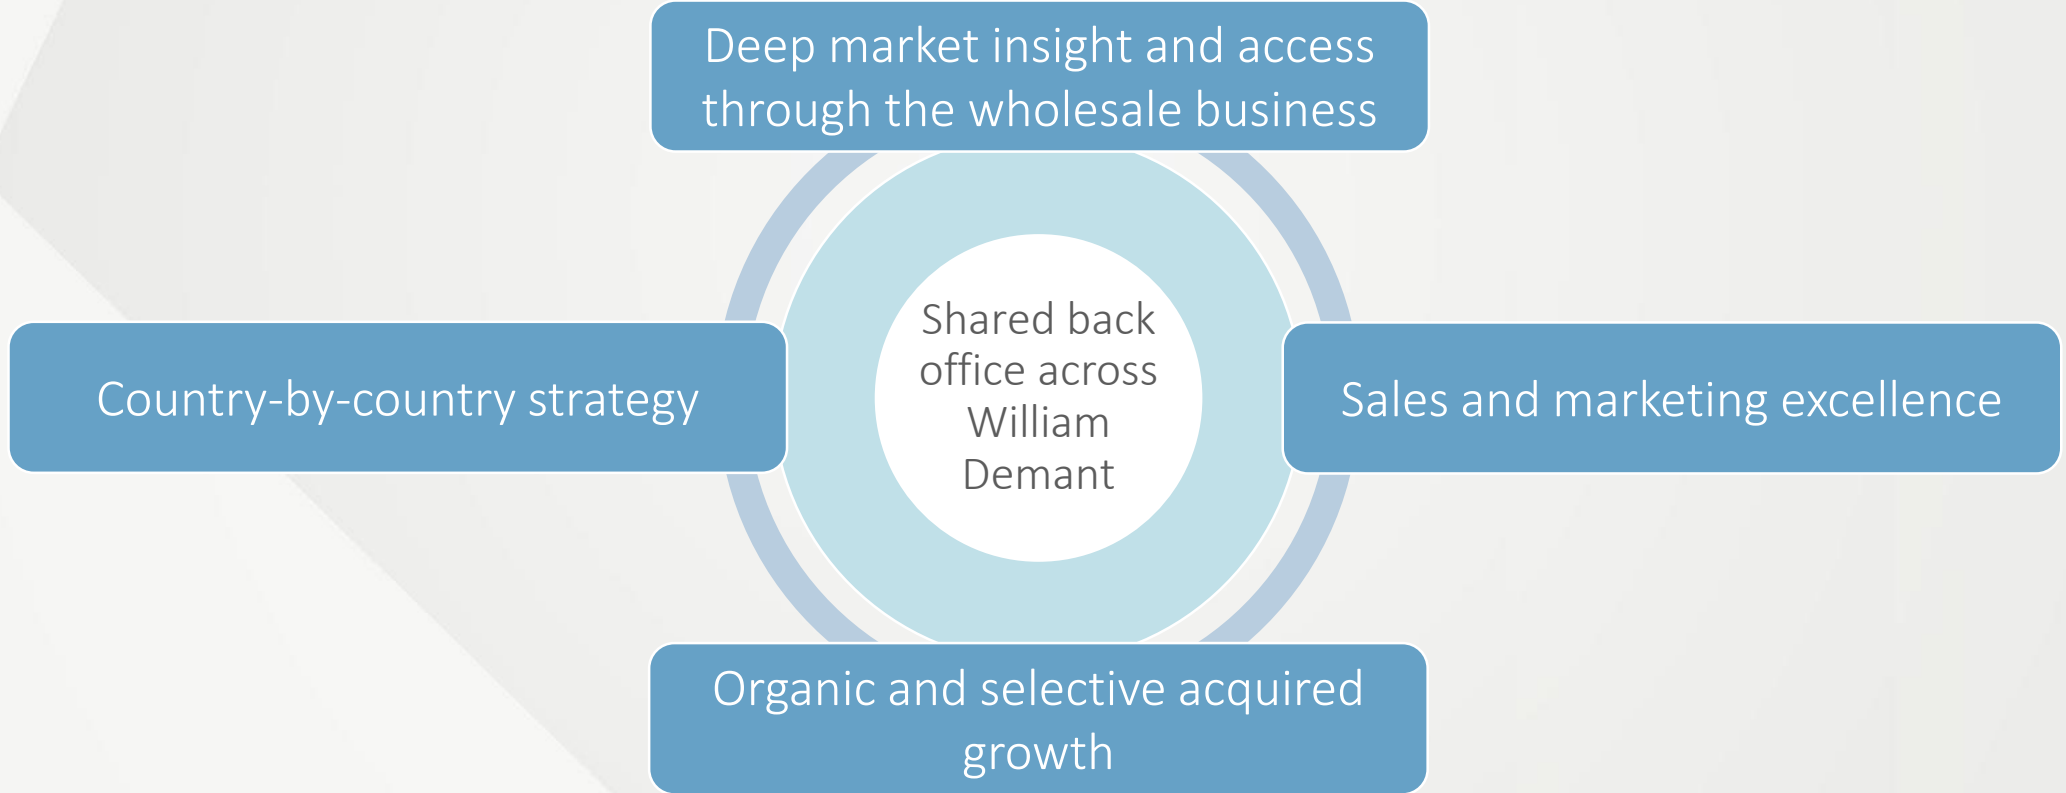 Deep market insight and access
through the wholesale business
Country-by-country strategy
Shared back
office across
William
Demant
Sales and marketing excellence
Organic and selective acquired
growth